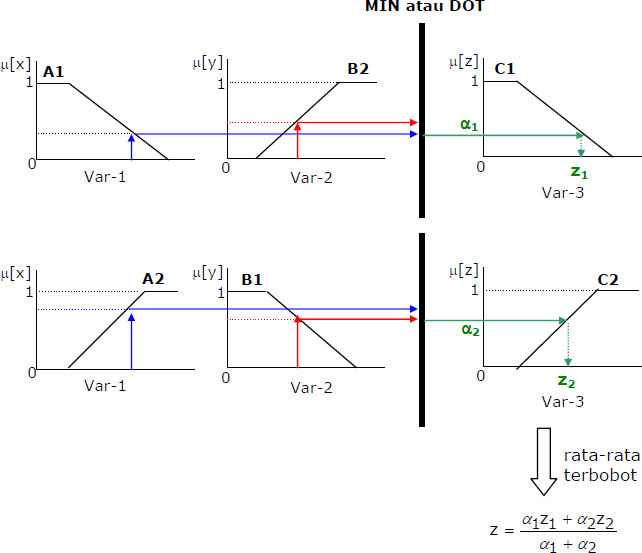 MIN atau DOT
μ[x] A1 μ[y] B2 μ[z] C1
1 1 1
α₁
0 0 0
z₁
Var-1 Var-2 Var-3
μ[x] A2 μ[y] B1 μ[z] C2
1 1 1
α₂
0 0 0
z₂
Var-1 Var-2 Var-3
rata-rata
terbobot
z = (α₁z₁ + α₂z₂) / (α₁ + α₂)